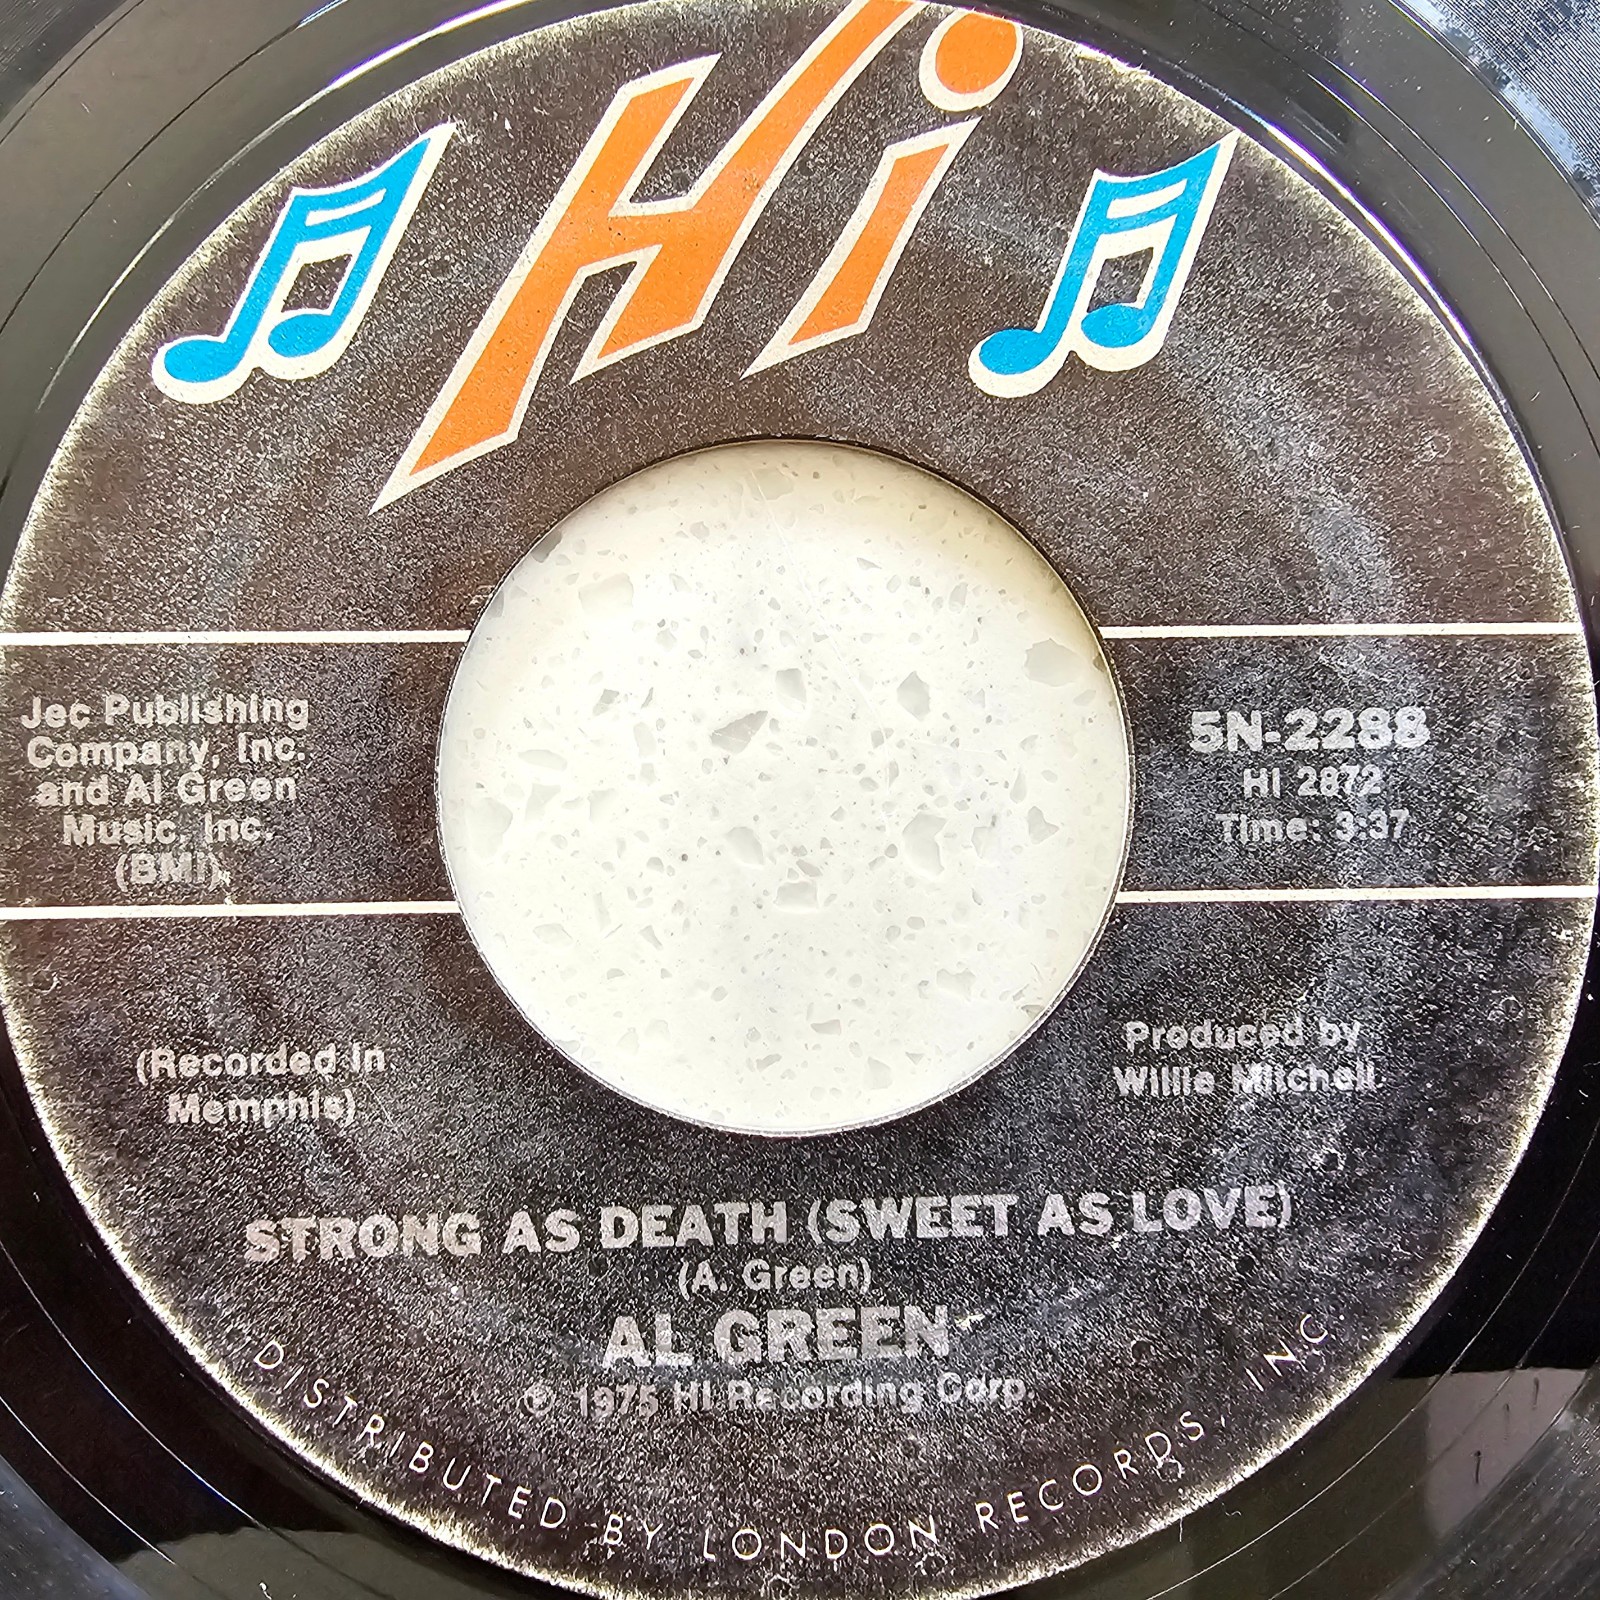 Hi
Jec Publishing
Company, Inc.
and Al Green
Music, Inc.
(BMI)
5N-2288
HI 2872
Time: 3:37
(Recorded in
Memphis)
Produced by
Willie Mitchell
STRONG AS DEATH (SWEET AS LOVE)
(A. Green)
AL GREEN
℗ 1975 Hi Recording Corp.
DISTRIBUTED BY LONDON RECORDS, INC.